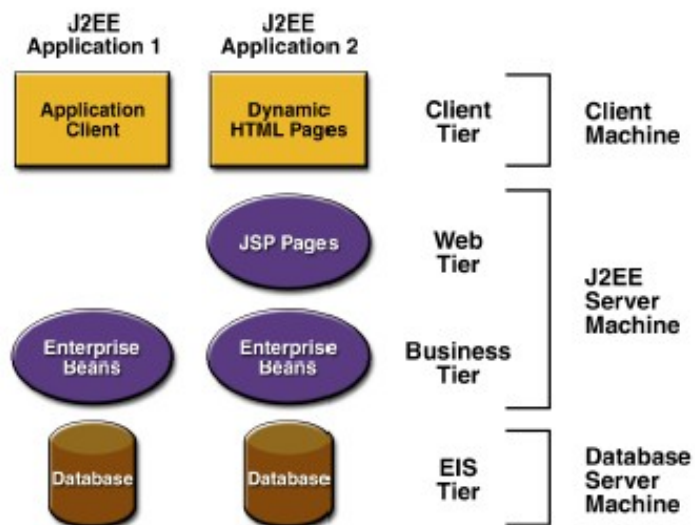 J2EE
Application 1
J2EE
Application 2
Application
Client
Dynamic
HTML Pages
Client
Tier
Client
Machine
JSP Pages
Web
Tier
J2EE
Server
Machine
Enterprise
Beans
Enterprise
Beans
Business
Tier
Database
Database
EIS
Tier
Database
Server
Machine